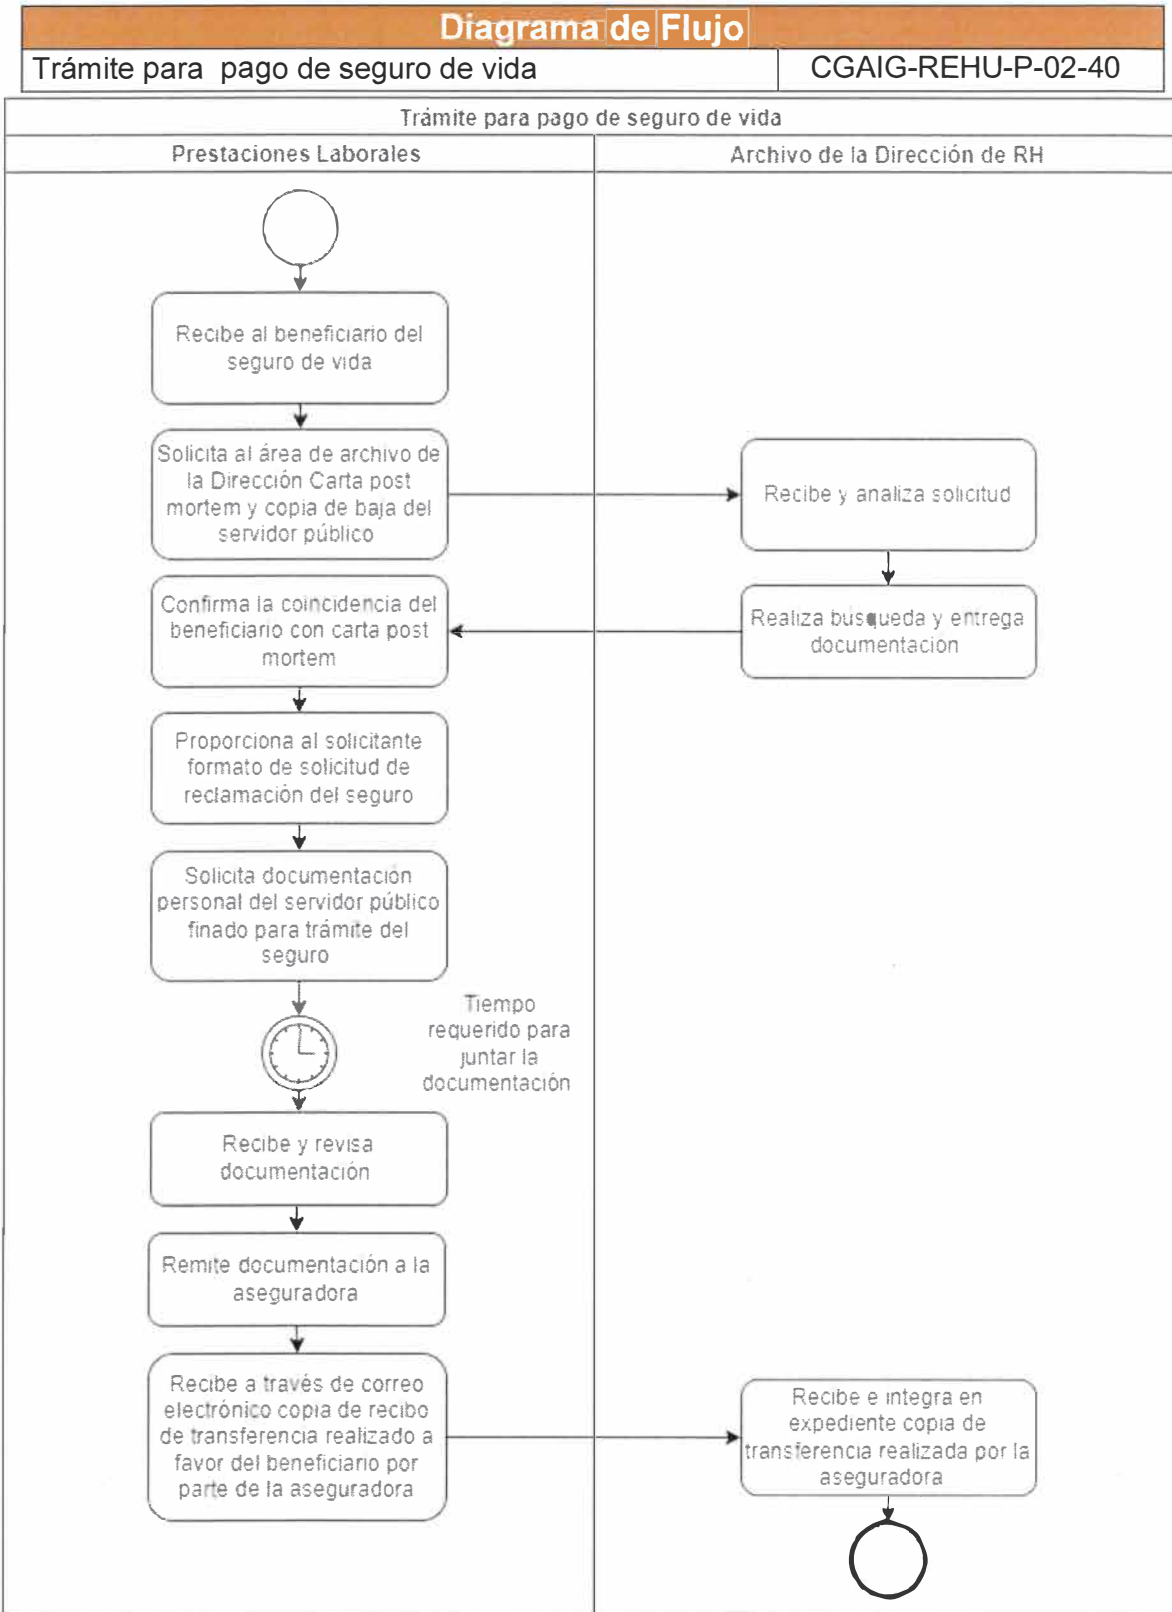 Diagrama de Flujo
Trámite para pago de seguro de vida
CGAIG-REHU-P-02-40
Trámite para pago de seguro de vida
Prestaciones Laborales
Archivo de la Dirección de RH
Recibe al beneficiario del
seguro de vida
Solicita al área de archivo de
la Dirección Carta post
mortem y copia de baja del
servidor público
Recibe y analiza solicitud
Realiza búsqueda y entrega
documentación
Confirma la coincidencia del
beneficiario con carta post
mortem
Proporciona al solicitante
formato de solicitud de
reclamación del seguro
Solicita documentación
personal del servidor público
finado para trámite del
seguro
Tiempo
requerido para
juntar la
documentación
Recibe y revisa
documentación
Remite documentación a la
aseguradora
Recibe a través de correo
electrónico copia de recibo
de transferencia realizado a
favor del beneficiario por
parte de la aseguradora
Recibe e integra en
expediente copia de
transferencia realizada por la
aseguradora